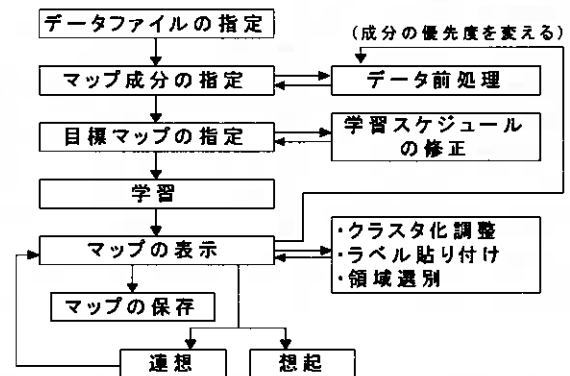 データファイルの指定
(成分の優先度を変える)
マップ成分の指定
データ前処理
目標マップの指定
学習スケジュール
の修正
学習
マップの表示
・クラスタ化調整
・ラベル貼り付け
・領域選別
マップの保存
連想
想起